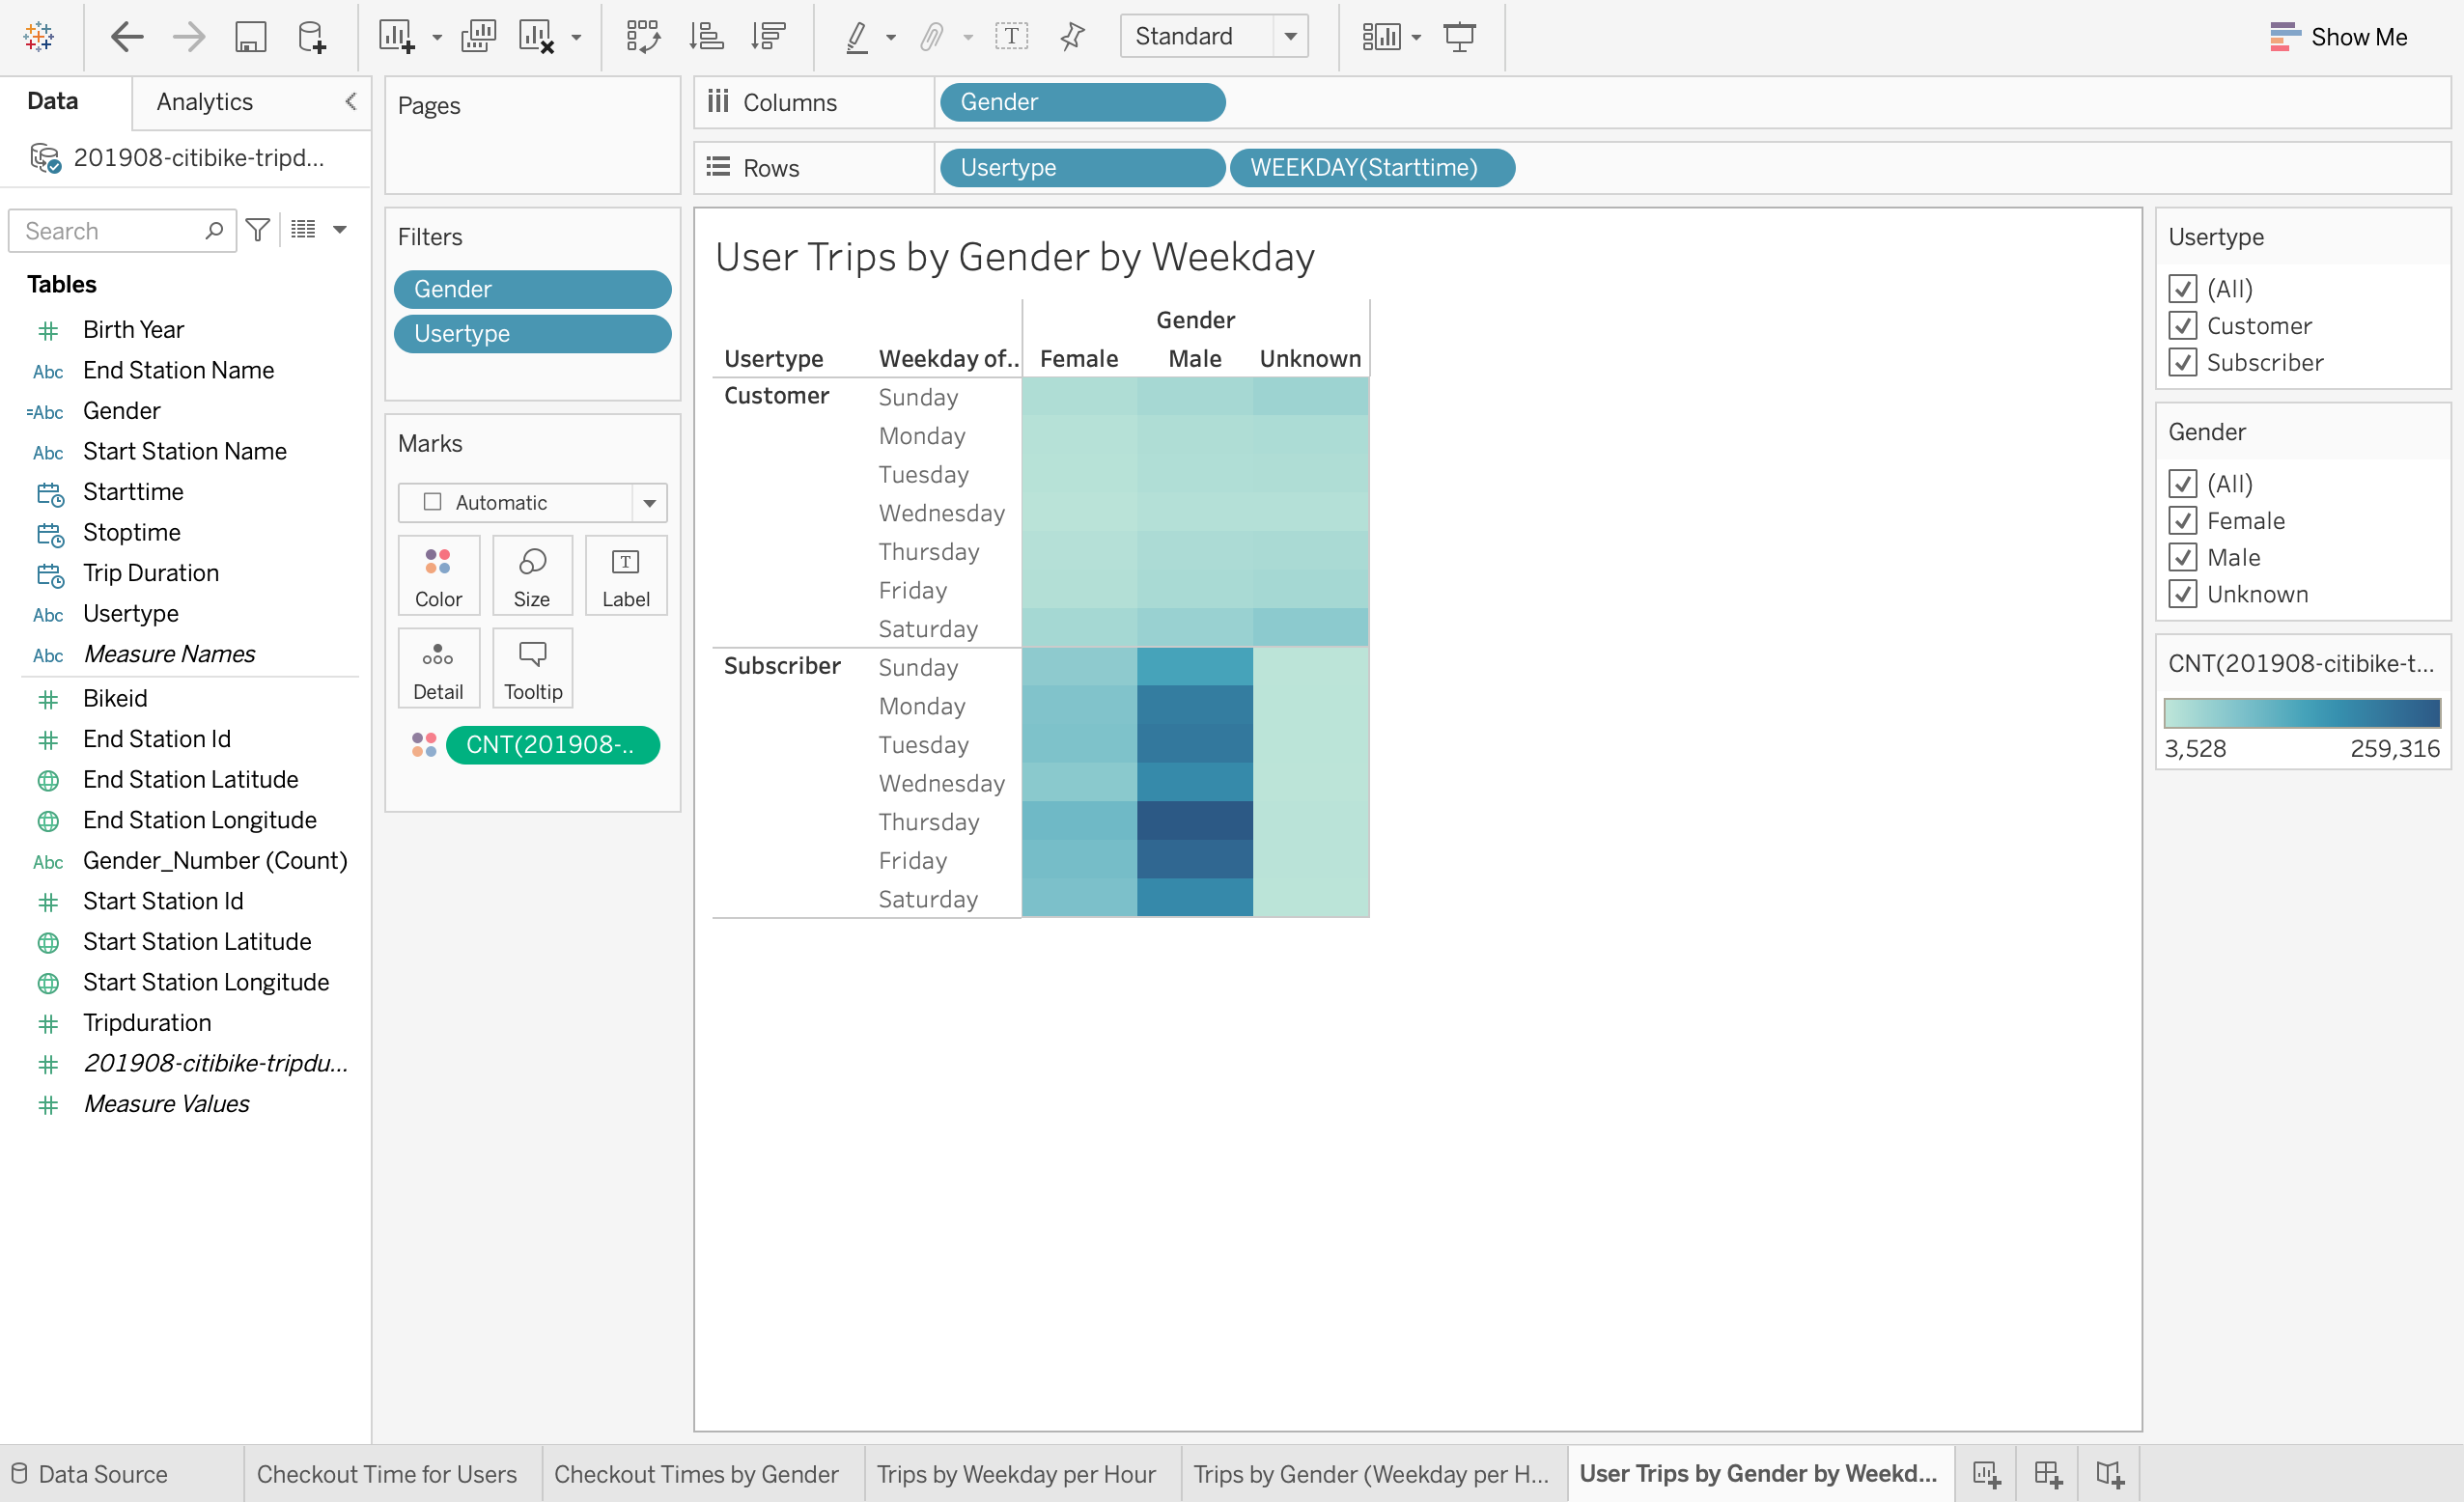 Standard
Show Me
Data
Analytics
201908-citibike-tripd...
Search
Tables
Birth Year
Abc End Station Name
=Abc Gender
Abc Start Station Name
Starttime
Stoptime
Trip Duration
Abc Usertype
Abc Measure Names
Bikeid
End Station Id
End Station Latitude
End Station Longitude
Abc Gender_Number (Count)
Start Station Id
Start Station Latitude
Start Station Longitude
Tripduration
201908-citibike-tripdu...
Measure Values
Pages
Filters
Gender
Usertype
Marks
Automatic
Color Size Label
Detail Tooltip
CNT(201908-..
Columns Gender
Rows Usertype WEEKDAY(Starttime)
User Trips by Gender by Weekday
Gender
Usertype Weekday of.. Female Male Unknown
Customer Sunday
Monday
Tuesday
Wednesday
Thursday
Friday
Saturday
Subscriber Sunday
Monday
Tuesday
Wednesday
Thursday
Friday
Saturday
Usertype
(All)
Customer
Subscriber
Gender
(All)
Female
Male
Unknown
CNT(201908-citibike-t...
3,528 259,316
Data Source Checkout Time for Users Checkout Times by Gender Trips by Weekday per Hour Trips by Gender (Weekday per H... User Trips by Gender by Weekd...